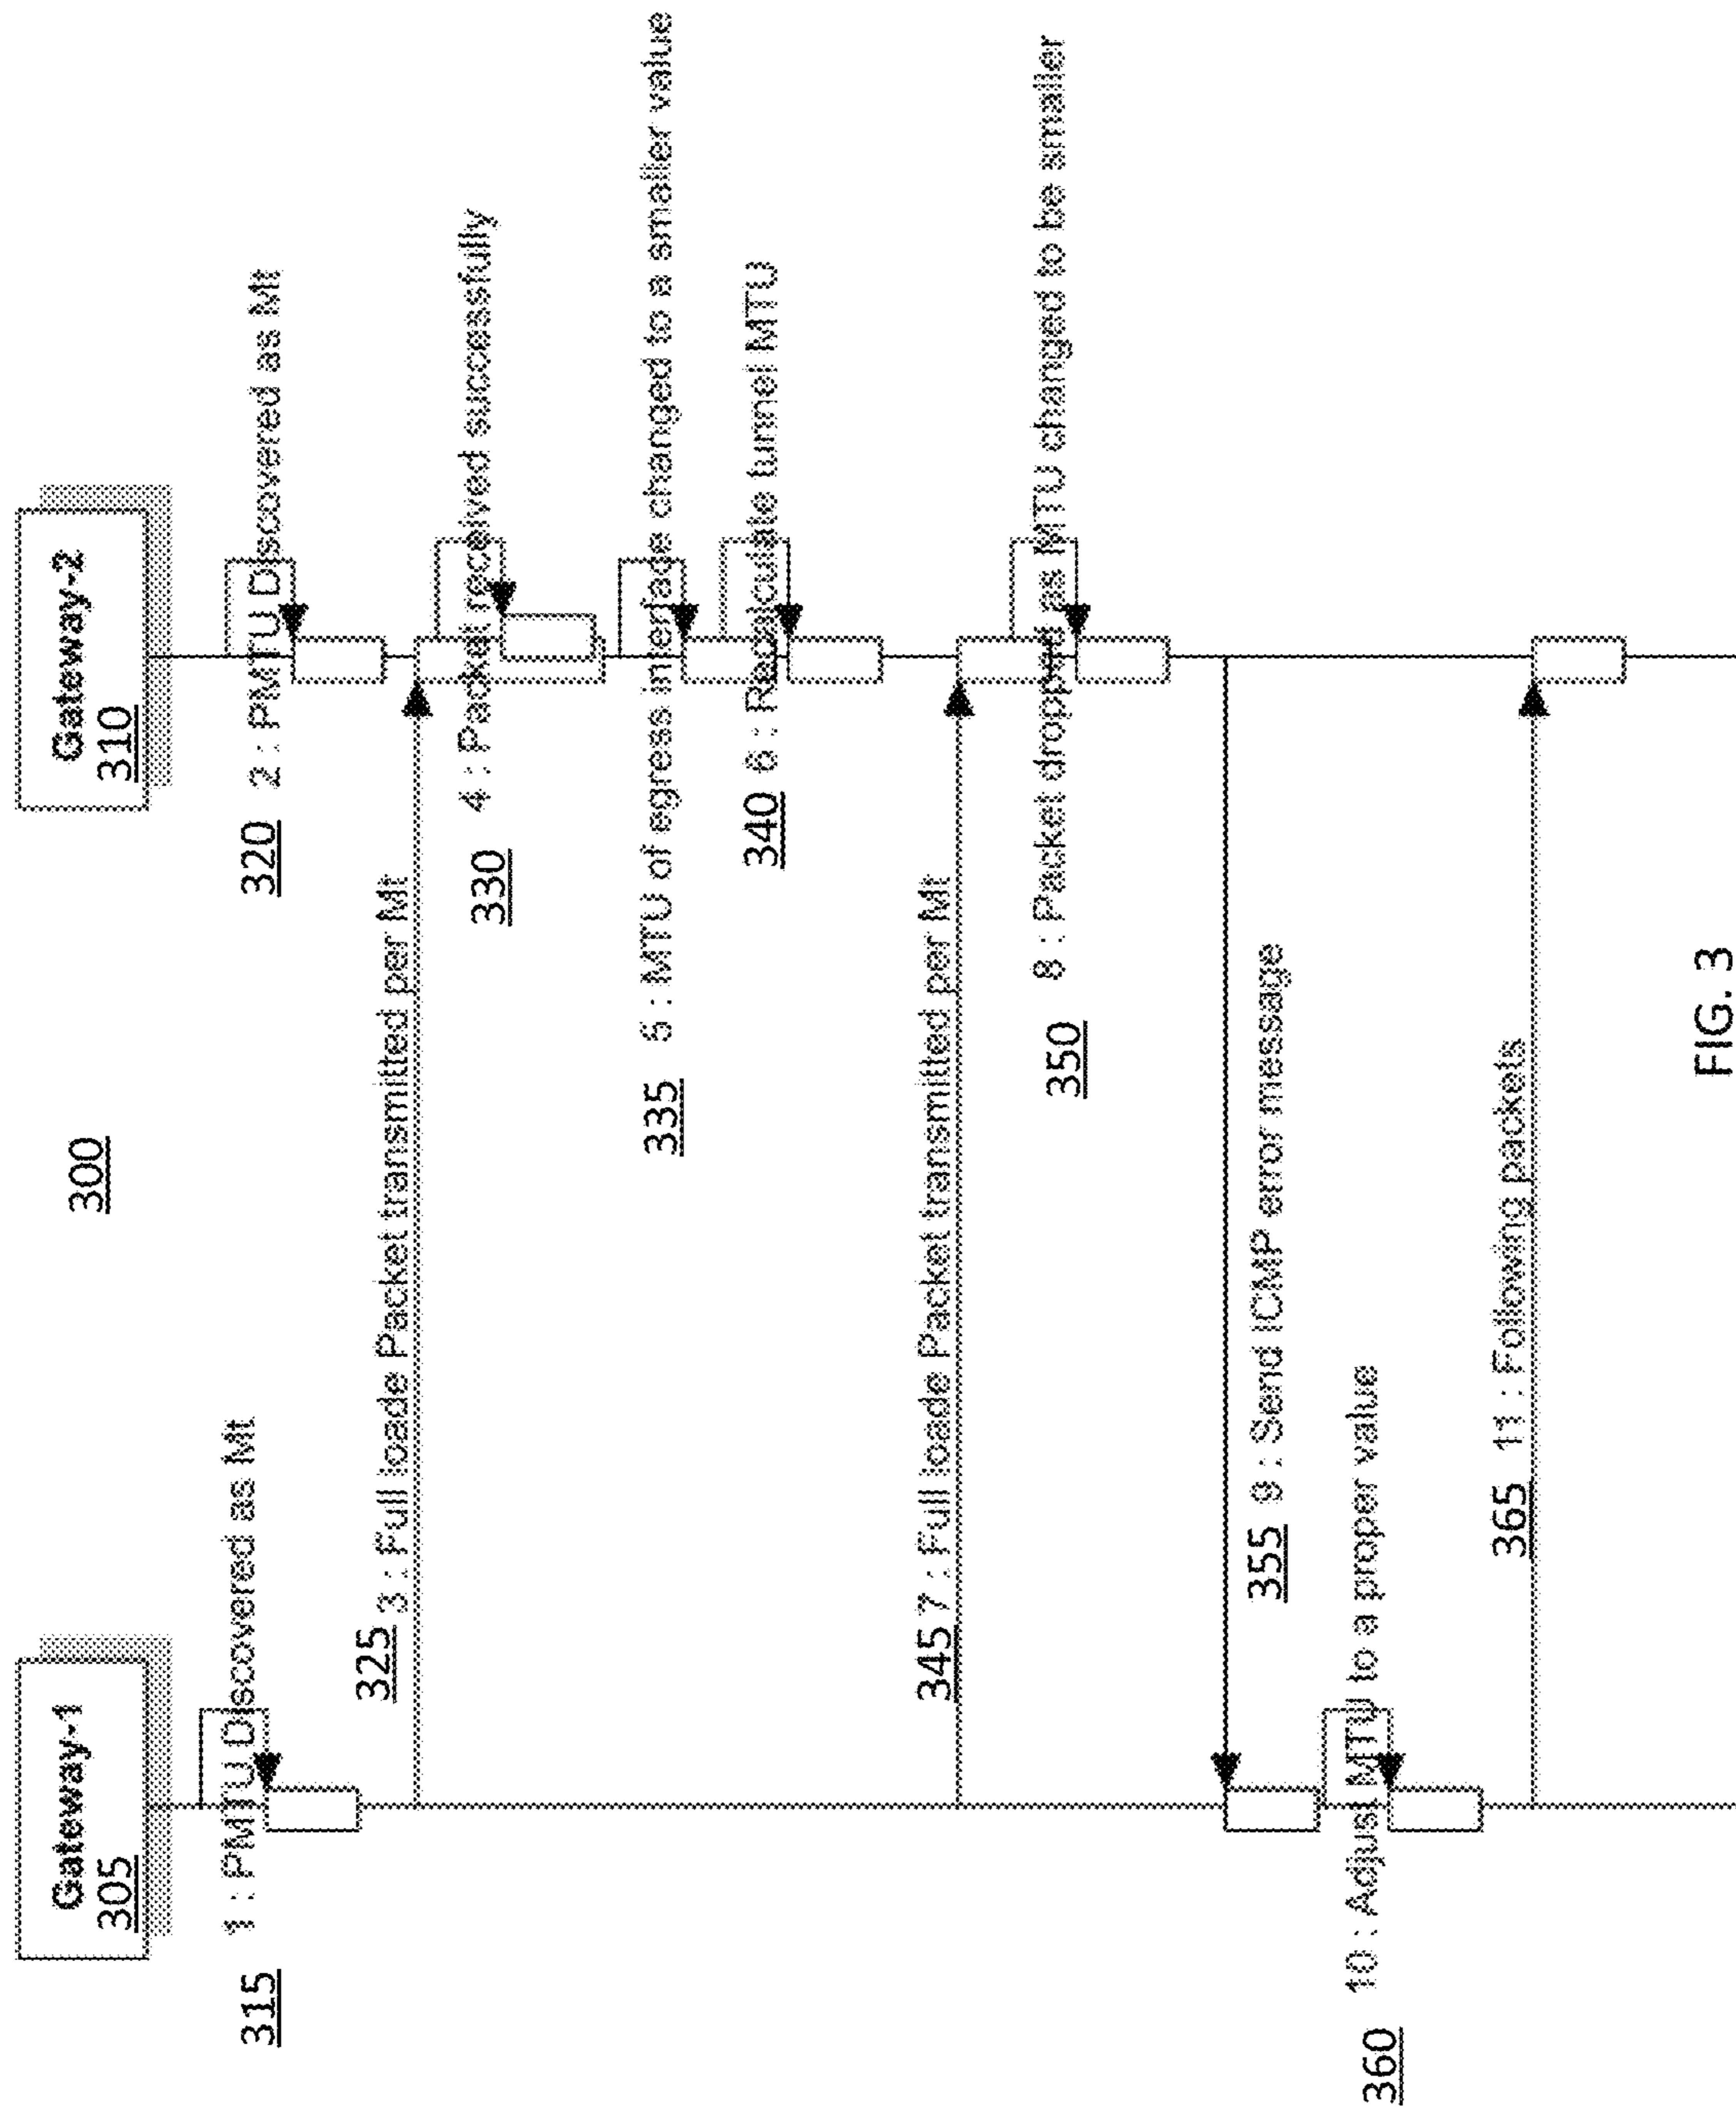 300
Gateway-1
305
Gateway-2
310
315 1 : PMTU Discovered as Mt
320 2 : PMTU Discovered as Mt
325 3 : Full loade Packet transmitted per Mt
330 4 : Packet received successfully
335 5 : MTU of egress interface changed to a smaller value
340 6 : Recalculate tunnel MTU
345 7 : Full loade Packet transmitted per Mt
350 8 : Packet dropped as MTU changed to be smaller
355 9 : Send ICMP error message
360 10 : Adjust MTU to a proper value
365 11 : Following packets
FIG. 3